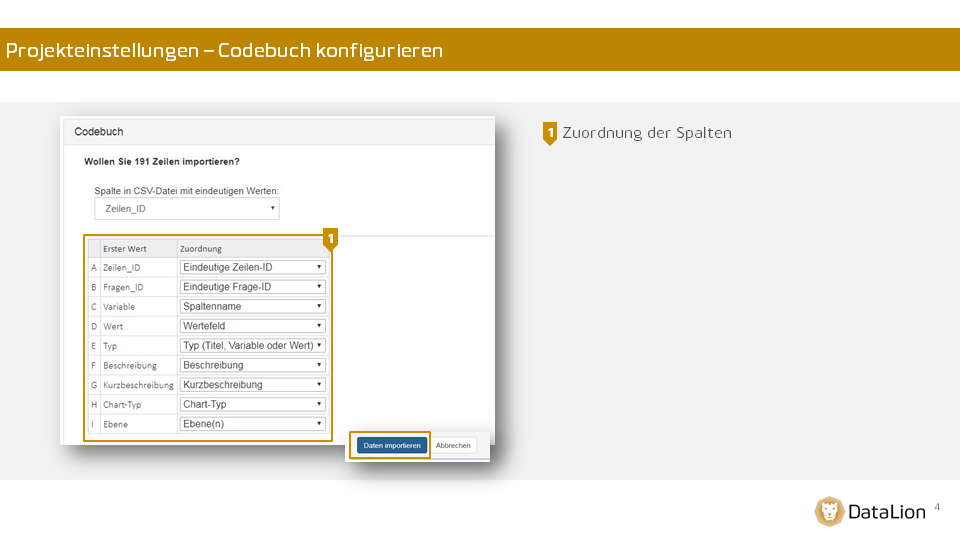 Projekteinstellungen – Codebuch konfigurieren
Codebuch
Wollen Sie 191 Zeilen importieren?
Spalte in CSV-Datei mit eindeutigen Werten:
Zeilen_ID
1
Erster Wert Zuordnung
A Zeilen_ID Eindeutige Zeilen-ID
B Fragen_ID Eindeutige Frage-ID
C Variable Spaltenname
D Wert Wertefeld
E Typ Typ (Titel, Variable oder Wert)
F Beschreibung Beschreibung
G Kurzbeschreibung Kurzbeschreibung
H Chart-Typ Chart-Typ
I Ebene Ebene(n)
Daten importieren Abbrechen
1 Zuordnung der Spalten
DataLion 4